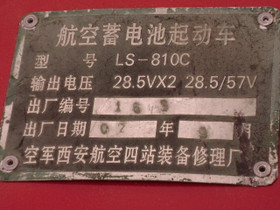 航空蓄电池起动车
型 号 LS-810C
输出电压 28.5VX2 28.5/57V
出厂编号
出厂日期 02 年 9 月
空军西安航空四站装备修理厂